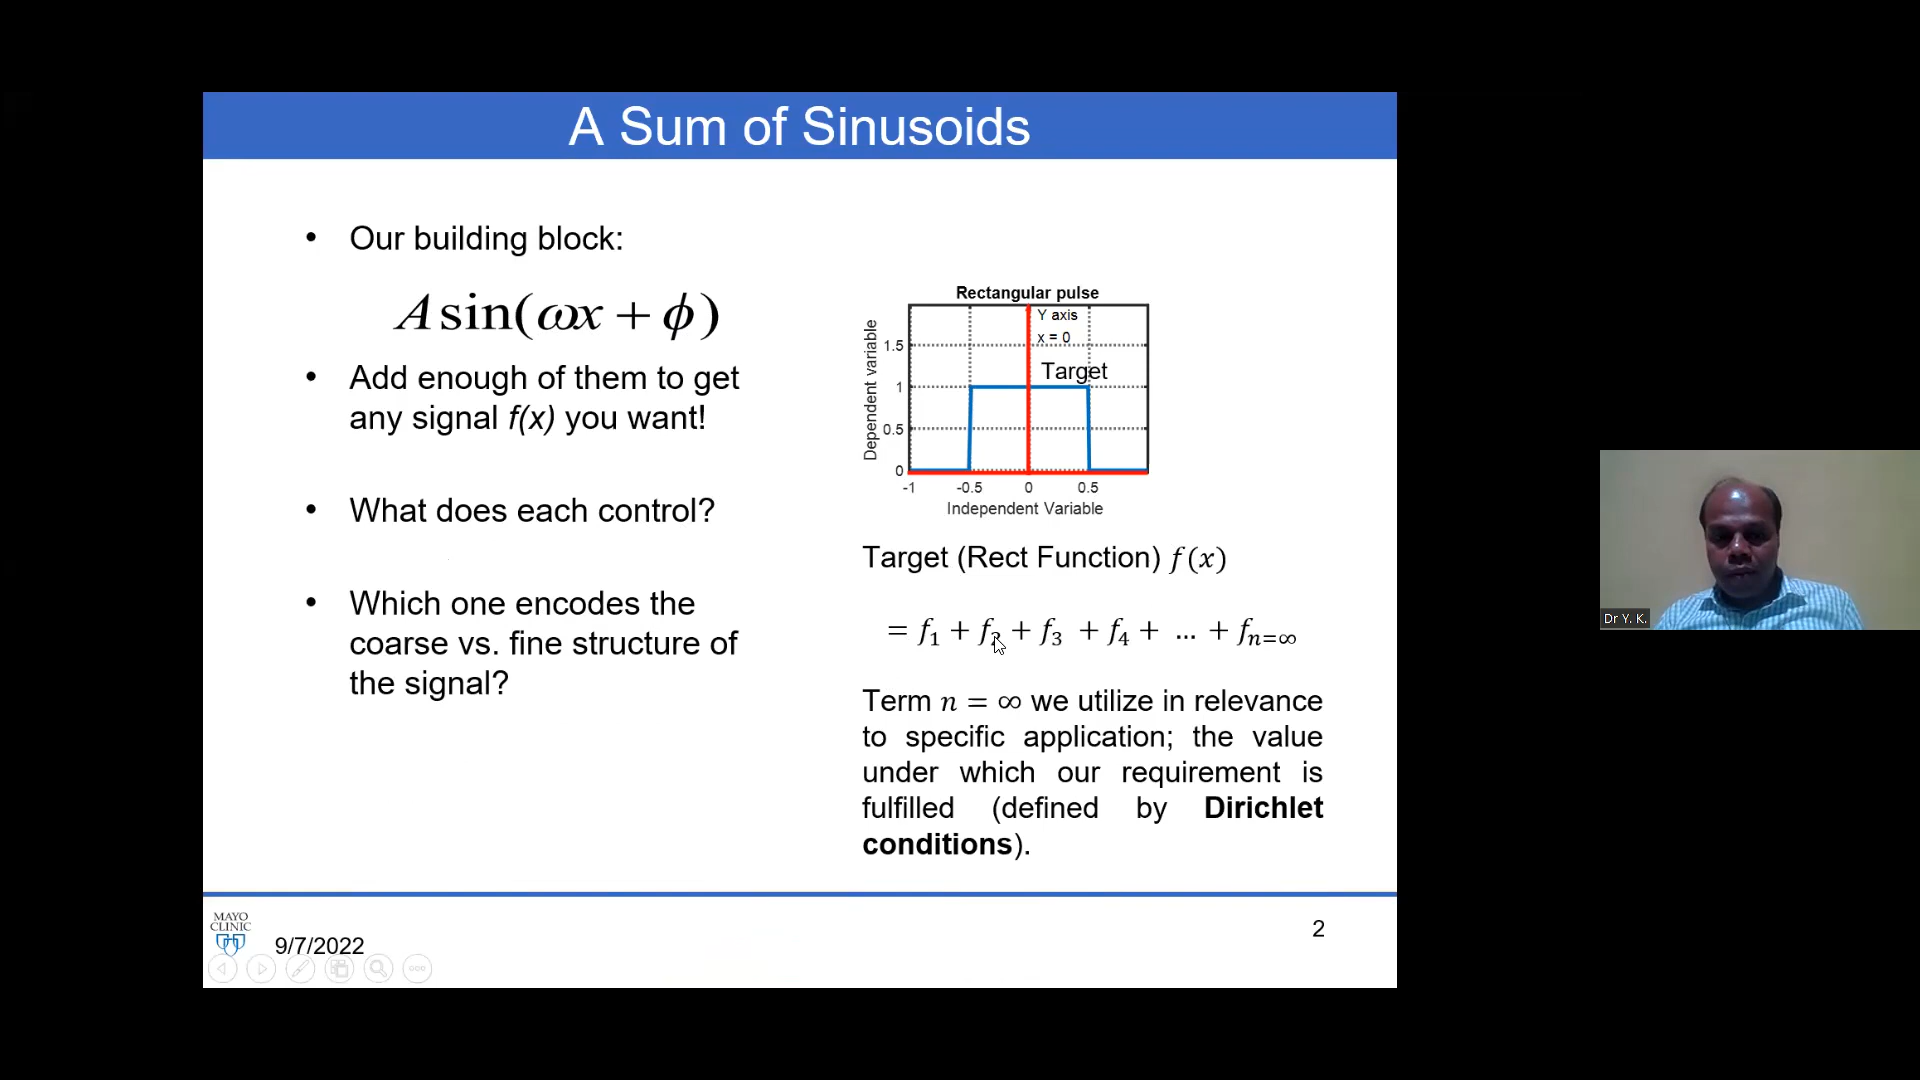 A Sum of Sinusoids
• Our building block:
A sin(ωx + ϕ)
• Add enough of them to get
any signal f(x) you want!
• What does each control?
• Which one encodes the
coarse vs. fine structure of
the signal?
Rectangular pulse
Y axis
x = 0
Target
Dependent variable
1.5
1
0.5
0
-1 -0.5 0 0.5
Independent Variable
Target (Rect Function) f(x)
= f₁ + f₂ + f₃ + f₄ + ... + fₙ₌∞
Term n = ∞ we utilize in relevance
to specific application; the value
under which our requirement is
fulfilled (defined by Dirichlet
conditions).
MAYO
CLINIC
9/7/2022
2
Dr Y. K.